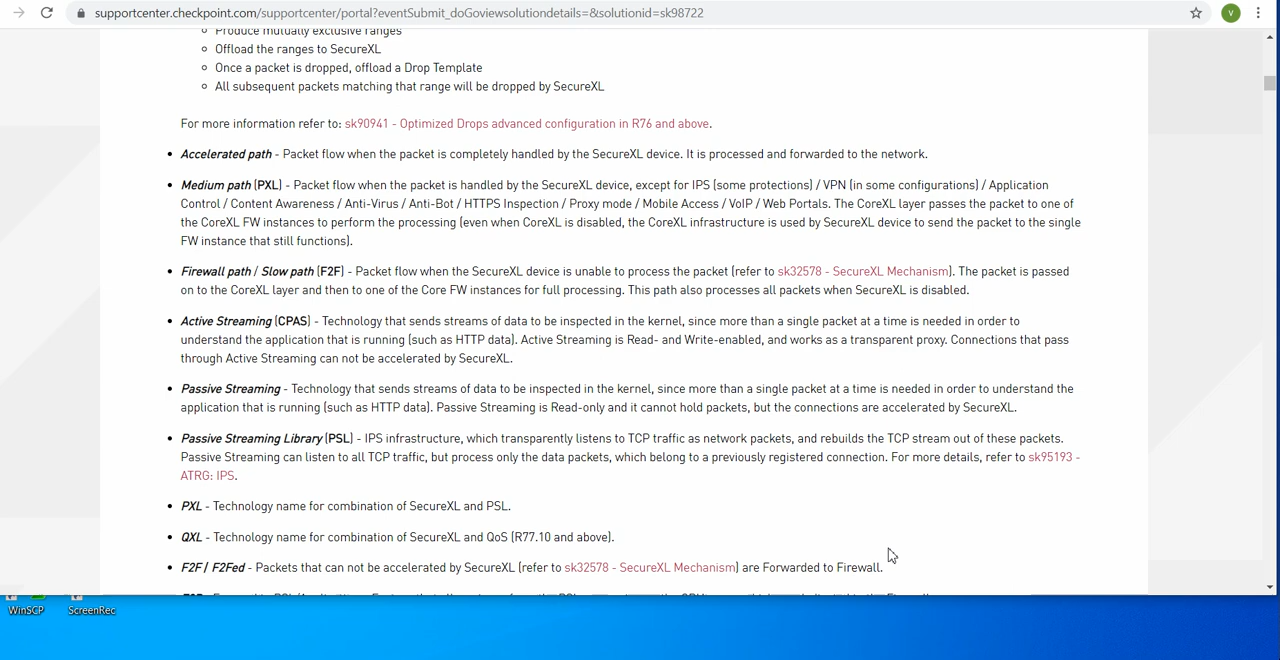 supportcenter.checkpoint.com/supportcenter/portal?eventSubmit_doGoviewsolutiondetails=&solutionid=sk98722
V
Produce mutually exclusive ranges
Offload the ranges to SecureXL
Once a packet is dropped, offload a Drop Template
All subsequent packets matching that range will be dropped by SecureXL
For more information refer to: sk90941 - Optimized Drops advanced configuration in R76 and above.
Accelerated path - Packet flow when the packet is completely handled by the SecureXL device. It is processed and forwarded to the network.
Medium path (PXL) - Packet flow when the packet is handled by the SecureXL device, except for IPS (some protections) / VPN (in some configurations) / Application
Control / Content Awareness / Anti-Virus / Anti-Bot / HTTPS Inspection / Proxy mode / Mobile Access / VoIP / Web Portals. The CoreXL layer passes the packet to one of
the CoreXL FW instances to perform the processing (even when CoreXL is disabled, the CoreXL infrastructure is used by SecureXL device to send the packet to the single
FW instance that still functions).
Firewall path / Slow path (F2F) - Packet flow when the SecureXL device is unable to process the packet (refer to sk32578 - SecureXL Mechanism). The packet is passed
on to the CoreXL layer and then to one of the Core FW instances for full processing. This path also processes all packets when SecureXL is disabled.
Active Streaming (CPAS) - Technology that sends streams of data to be inspected in the kernel, since more than a single packet at a time is needed in order to
understand the application that is running (such as HTTP data). Active Streaming is Read- and Write-enabled, and works as a transparent proxy. Connections that pass
through Active Streaming can not be accelerated by SecureXL.
Passive Streaming - Technology that sends streams of data to be inspected in the kernel, since more than a single packet at a time is needed in order to understand the
application that is running (such as HTTP data). Passive Streaming is Read-only and it cannot hold packets, but the connections are accelerated by SecureXL.
Passive Streaming Library (PSL) - IPS infrastructure, which transparently listens to TCP traffic as network packets, and rebuilds the TCP stream out of these packets.
Passive Streaming can listen to all TCP traffic, but process only the data packets, which belong to a previously registered connection. For more details, refer to sk95193 -
ATRG: IPS.
PXL - Technology name for combination of SecureXL and PSL.
QXL - Technology name for combination of SecureXL and QoS (R77.10 and above).
F2F / F2Fed - Packets that can not be accelerated by SecureXL (refer to sk32578 - SecureXL Mechanism) are Forwarded to Firewall.
WinSCP
ScreenRec